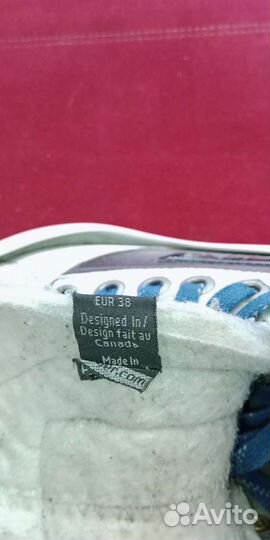 EUR 38
Designed In/
Design fait au
Canada
Made In
Avito